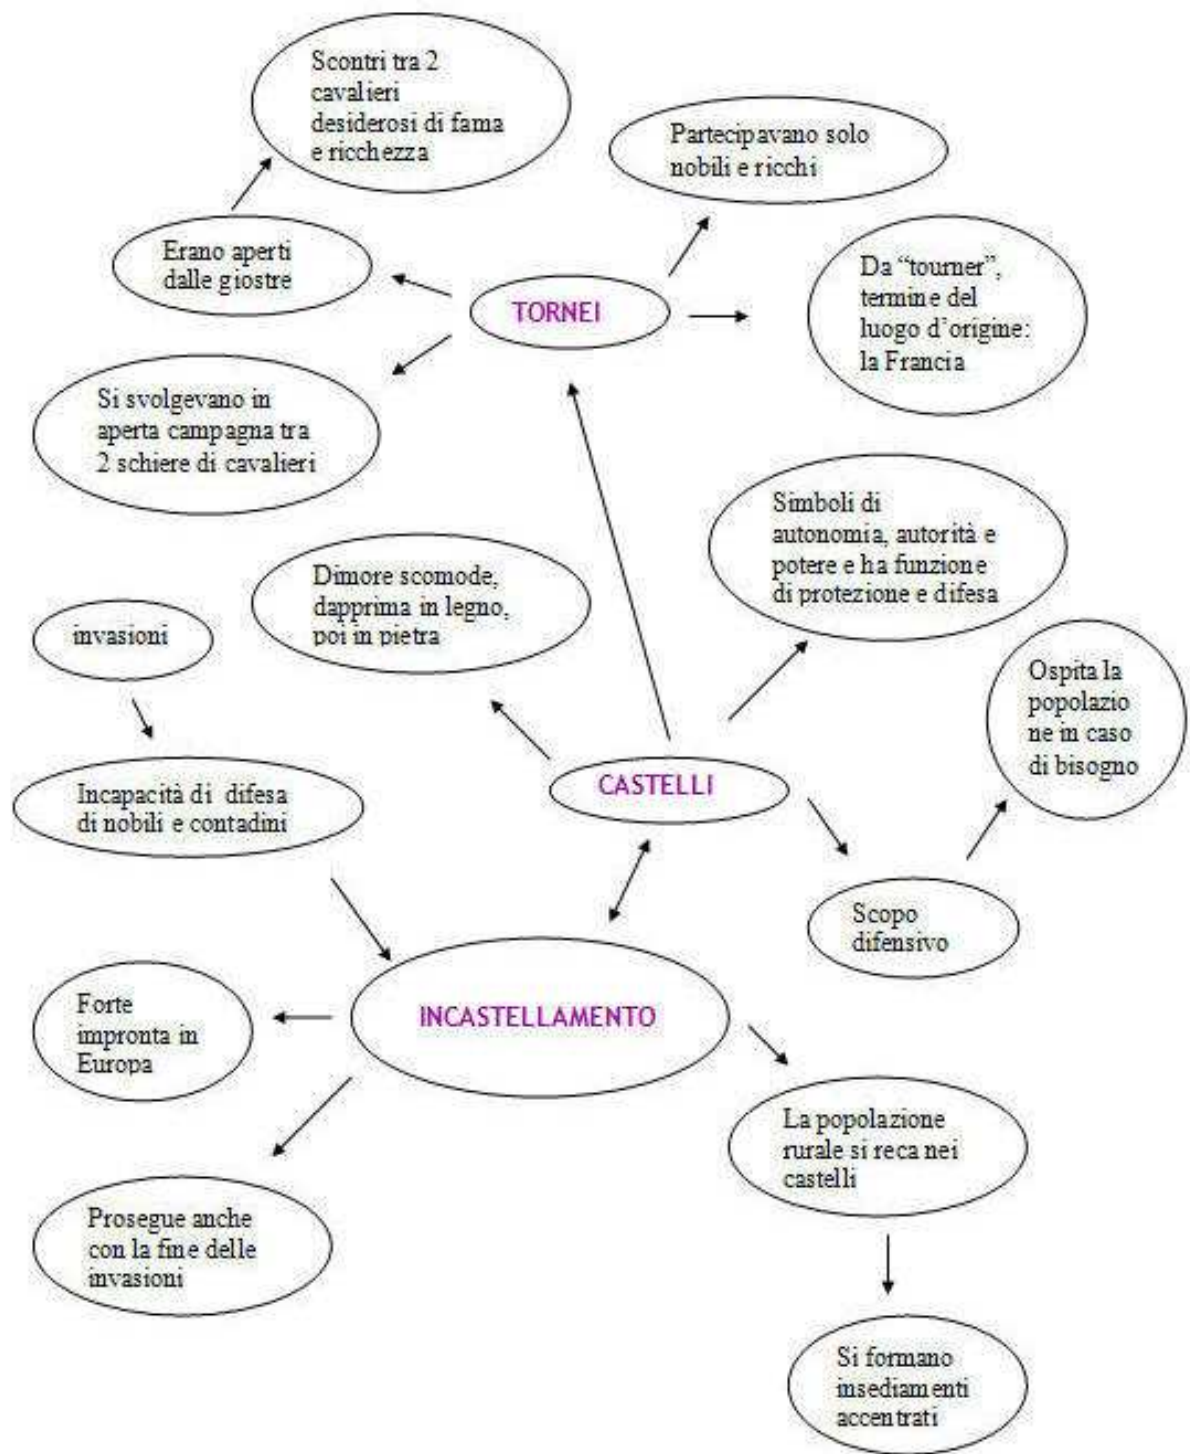 Scontri tra 2
cavalieri
desiderosi di fama
e ricchezza
Partecipavano solo
nobili e ricchi
Erano aperti
dalle giostre
Da “tourner”,
termine del
luogo d’origine:
la Francia
TORNEI
Si svolgevano in
aperta campagna tra
2 schiere di cavalieri
Simboli di
autonomia, autorità e
potere e ha funzione
di protezione e difesa
Dimore scomode,
dapprima in legno,
poi in pietra
invasioni
Ospita la
popolazio
ne in caso
di bisogno
CASTELLI
Incapacità di difesa
di nobili e contadini
Scopo
difensivo
Forte
impronta in
Europa
INCASTELLAMENTO
La popolazione
rurale si reca nei
castelli
Prosegue anche
con la fine delle
invasioni
Si formano
insediamenti
accentrati